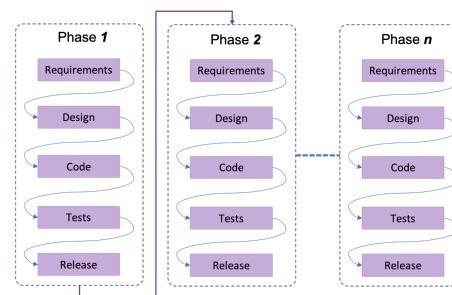 Phase 1
Requirements
Design
Code
Tests
Release
Phase 2
Requirements
Design
Code
Tests
Release
Phase n
Requirements
Design
Code
Tests
Release